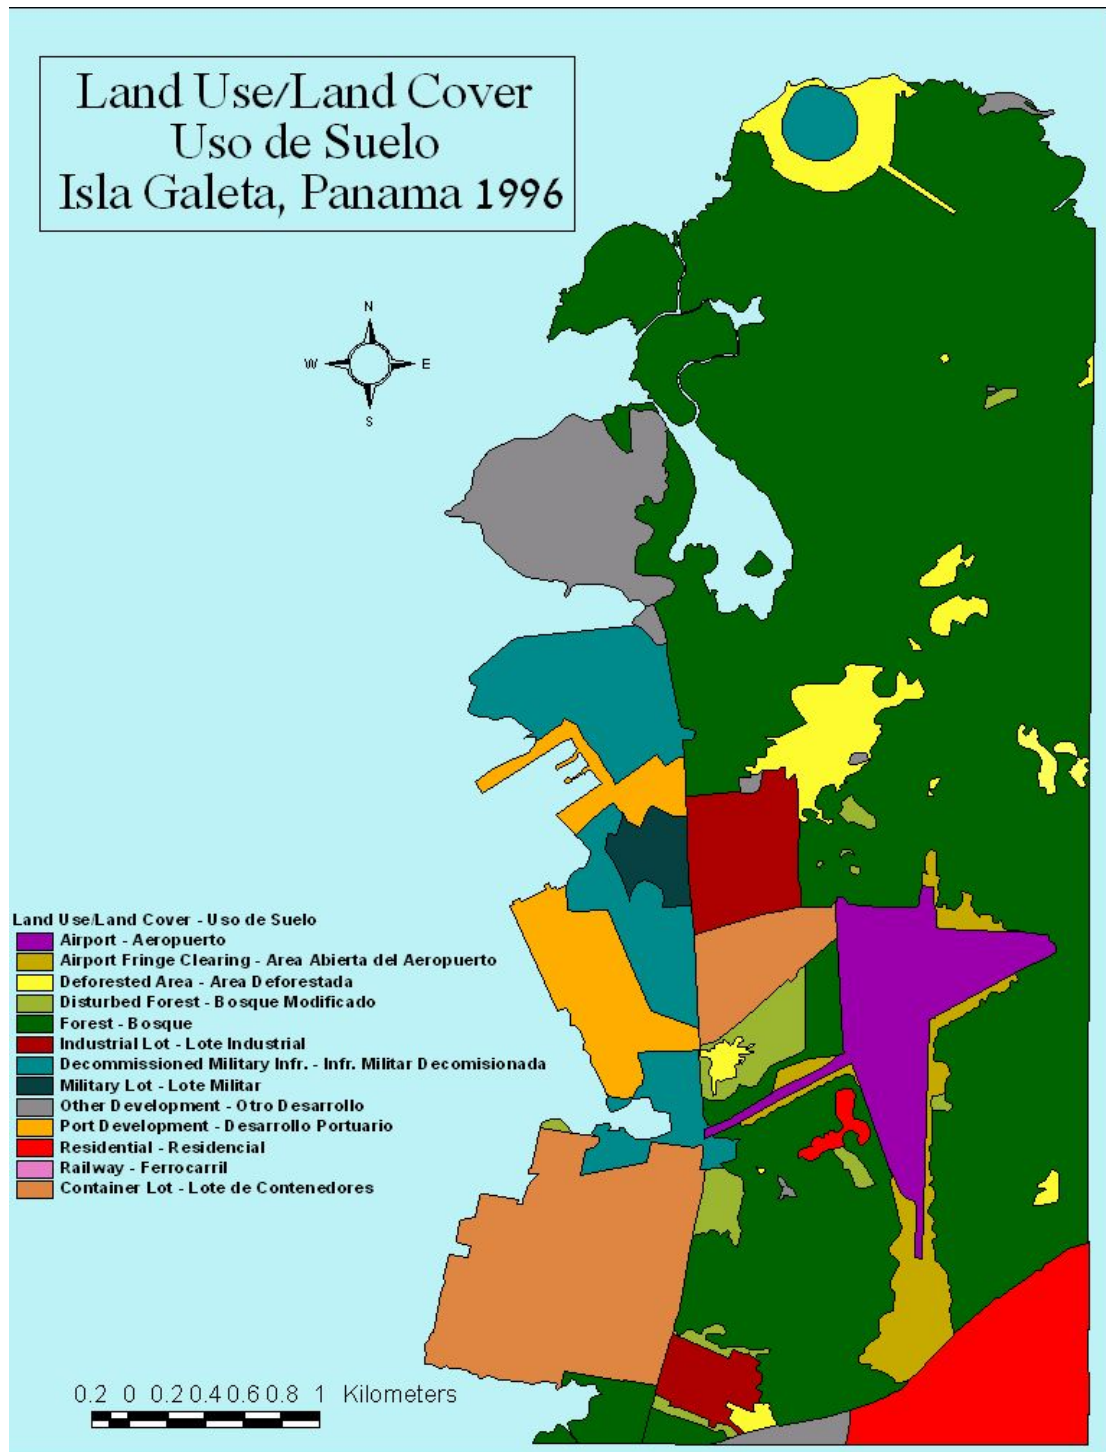 Land Use/Land Cover
Uso de Suelo
Isla Galeta, Panama 1996
N
W E
S
Land Use/Land Cover - Uso de Suelo
Airport - Aeropuerto
Airport Fringe Clearing - Area Abierta del Aeropuerto
Deforested Area - Area Deforestada
Disturbed Forest - Bosque Modificado
Forest - Bosque
Industrial Lot - Lote Industrial
Decommissioned Military Infr. - Infr. Militar Decomisionada
Military Lot - Lote Militar
Other Development - Otro Desarrollo
Port Development - Desarrollo Portuario
Residential - Residencial
Railway - Ferrocarril
Container Lot - Lote de Contenedores
0.2 0 0.2 0.4 0.6 0.8 1 Kilometers